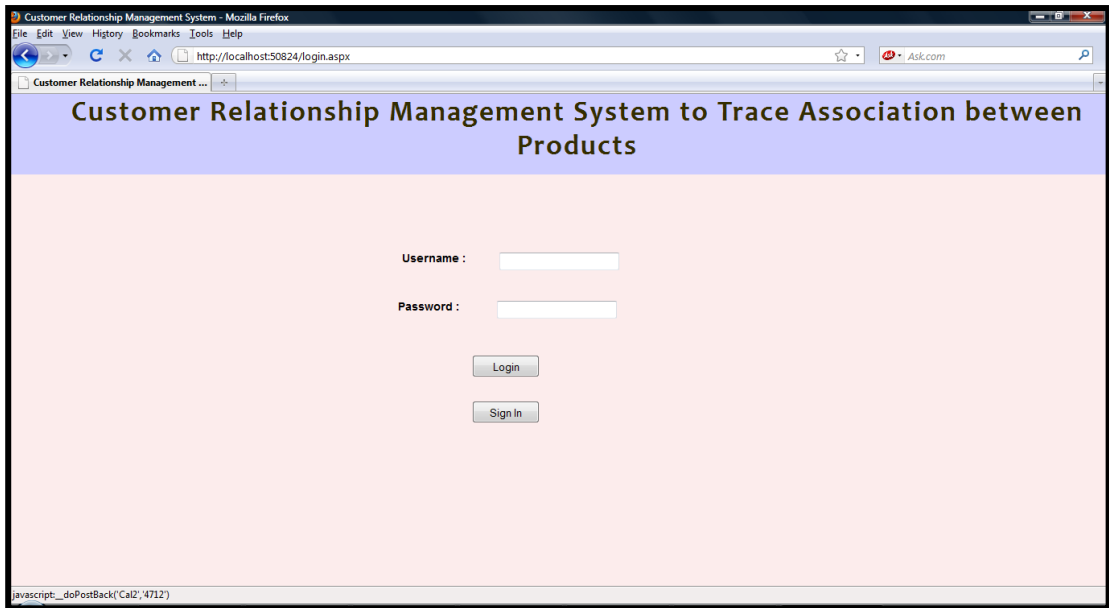 Customer Relationship Management System - Mozilla Firefox
File Edit View History Bookmarks Tools Help
http://localhost:50824/login.aspx
Ask.com
Customer Relationship Management ...
Customer Relationship Management System to Trace Association between
Products
Username :
Password :
Login
Sign In
javascript:__doPostBack('Cal2','4712')